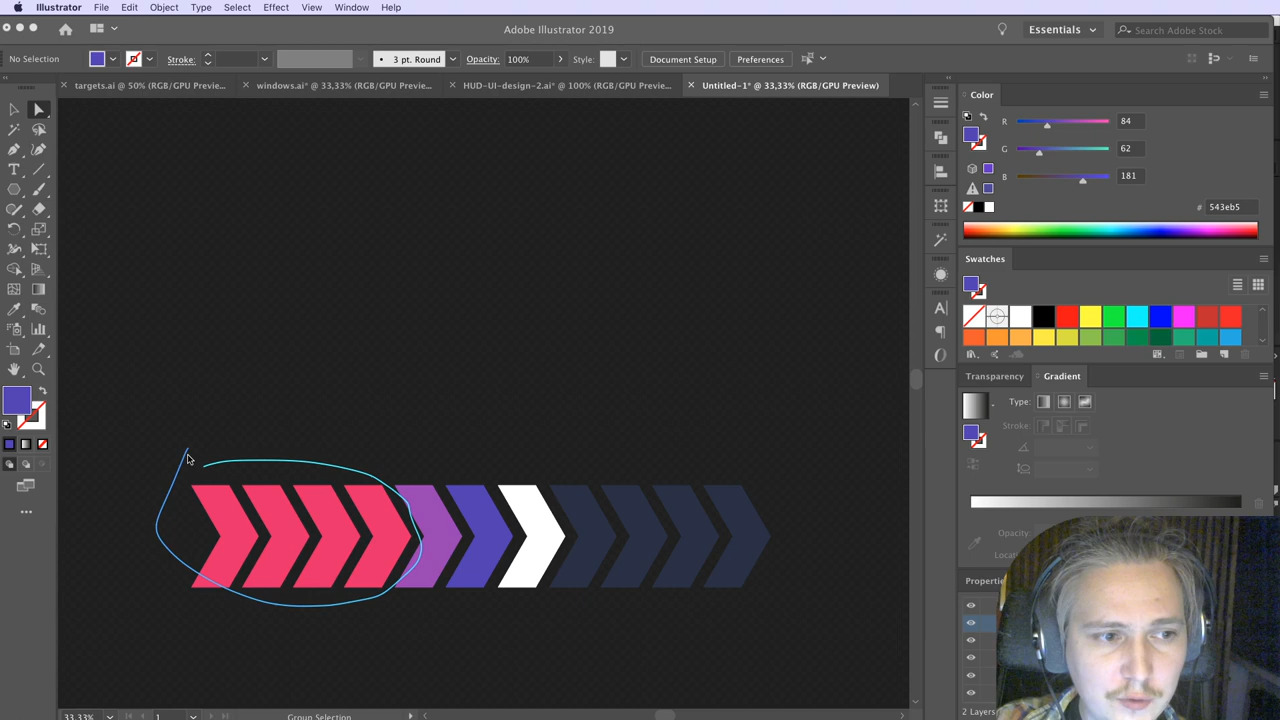 Illustrator File Edit Object Type Select Effect View Window Help
Adobe Illustrator 2019
Essentials
Search Adobe Stock
No Selection
Stroke:
3 pt. Round
Opacity: 100%
Style:
Document Setup
Preferences
targets.ai @ 50% (RGB/GPU Previe...
windows.ai* @ 33,33% (RGB/GPU Previe...
HUD-UI-design-2.ai* @ 100% (RGB/GPU Previe...
Untitled-1* @ 33,33% (RGB/GPU Preview)
Color
R 84
G 62
B 181
# 543eb5
Swatches
Transparency Gradient
Type:
Stroke:
Opacity:
Locat
Properti
2 Layers
33,33%
1
Group Selection